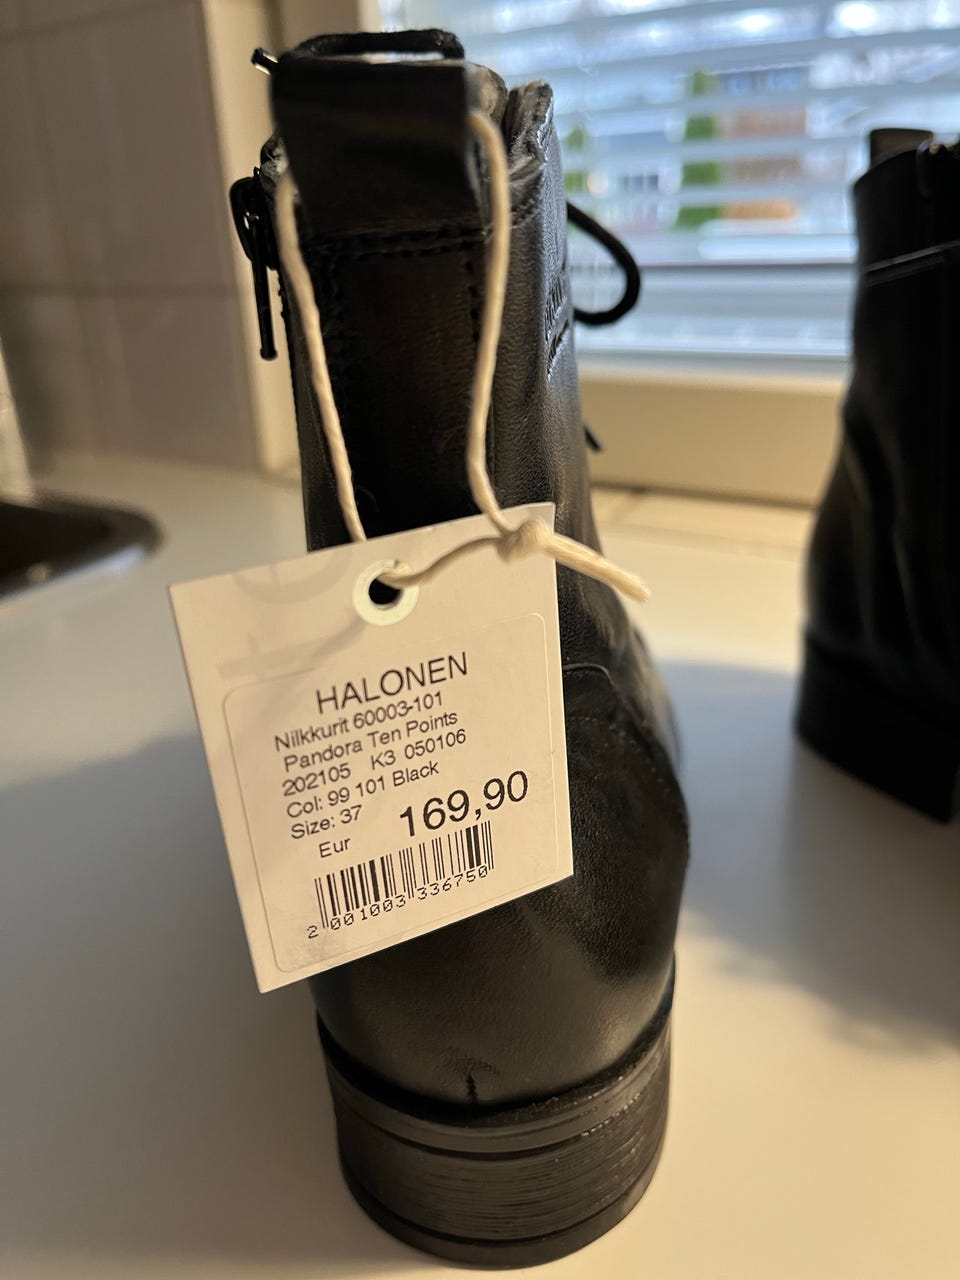 HALONEN
Nilkkurit 60003-101
Pandora Ten Points
202105 K3 050106
Col: 99 101 Black
Size: 37
Eur 169,90
2 001003 336750